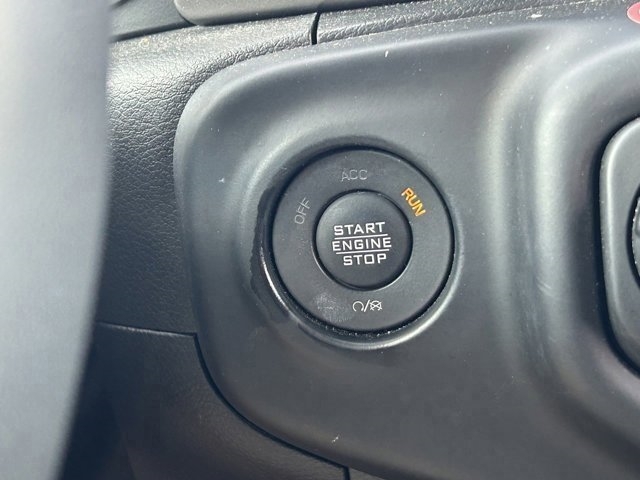 ACC
OFF
RUN
START
ENGINE
STOP